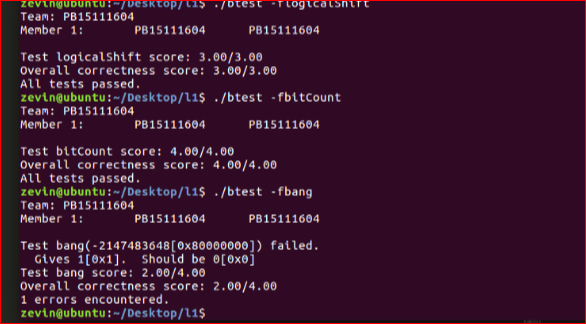 zevin@ubuntu:~/Desktop/l1$ ./btest -flogicalShift
Team: PB15111604
Member 1:       PB15111604      PB15111604
Test logicalShift score: 3.00/3.00
Overall correctness score: 3.00/3.00
All tests passed.
zevin@ubuntu:~/Desktop/l1$ ./btest -fbitCount
Team: PB15111604
Member 1:       PB15111604      PB15111604
Test bitCount score: 4.00/4.00
Overall correctness score: 4.00/4.00
All tests passed.
zevin@ubuntu:~/Desktop/l1$ ./btest -fbang
Team: PB15111604
Member 1:       PB15111604      PB15111604
Test bang(-2147483648[0x80000000]) failed.
  Gives 1[0x1].  Should be 0[0x0]
Test bang score: 2.00/4.00
Overall correctness score: 2.00/4.00
1 errors encountered.
zevin@ubuntu:~/Desktop/l1$